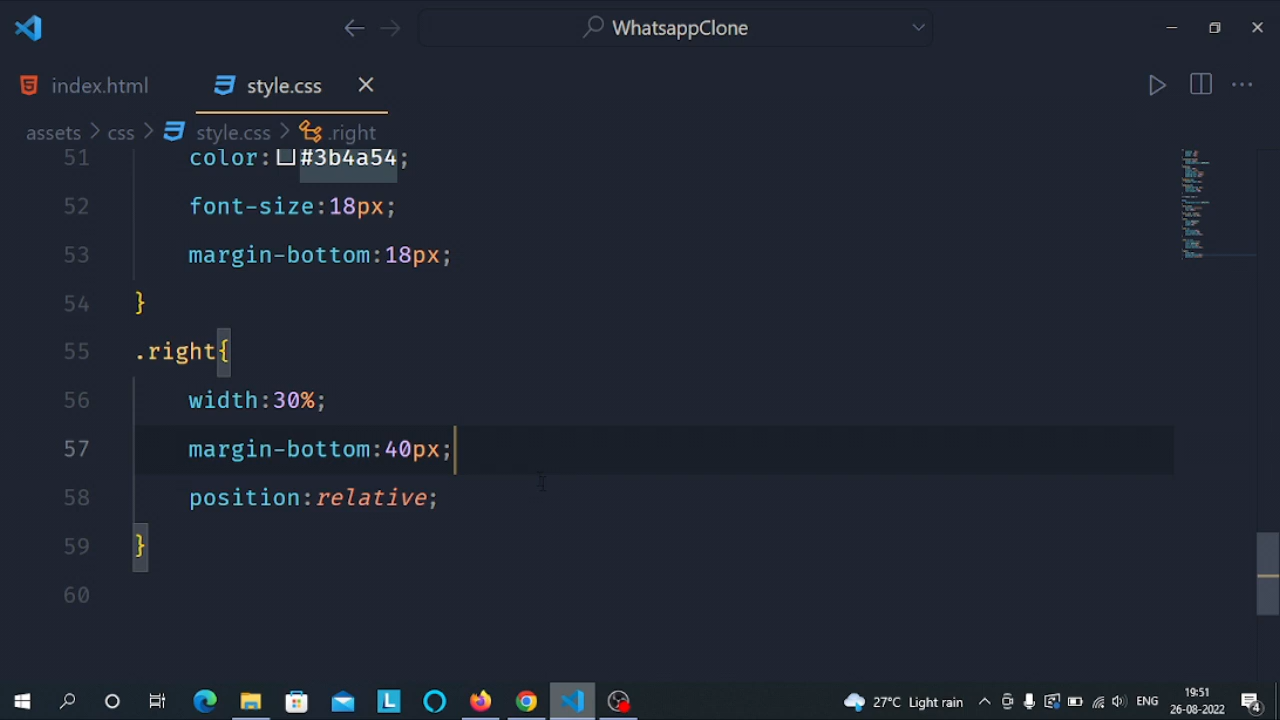 WhatsappClone
index.html
style.css
assets > css > style.css > .right
51 color: #3b4a54;
52 font-size:18px;
53 margin-bottom:18px;
54 }
55 .right{
56 width:30%;
57 margin-bottom:40px;
58 position:relative;
59 }
60
27°C Light rain
ENG
19:51
26-08-2022
4